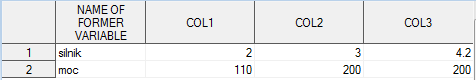 NAME OF FORMER VARIABLE COL1 COL2 COL3
1 silnik 2 3 4.2
2 moc 110 200 200